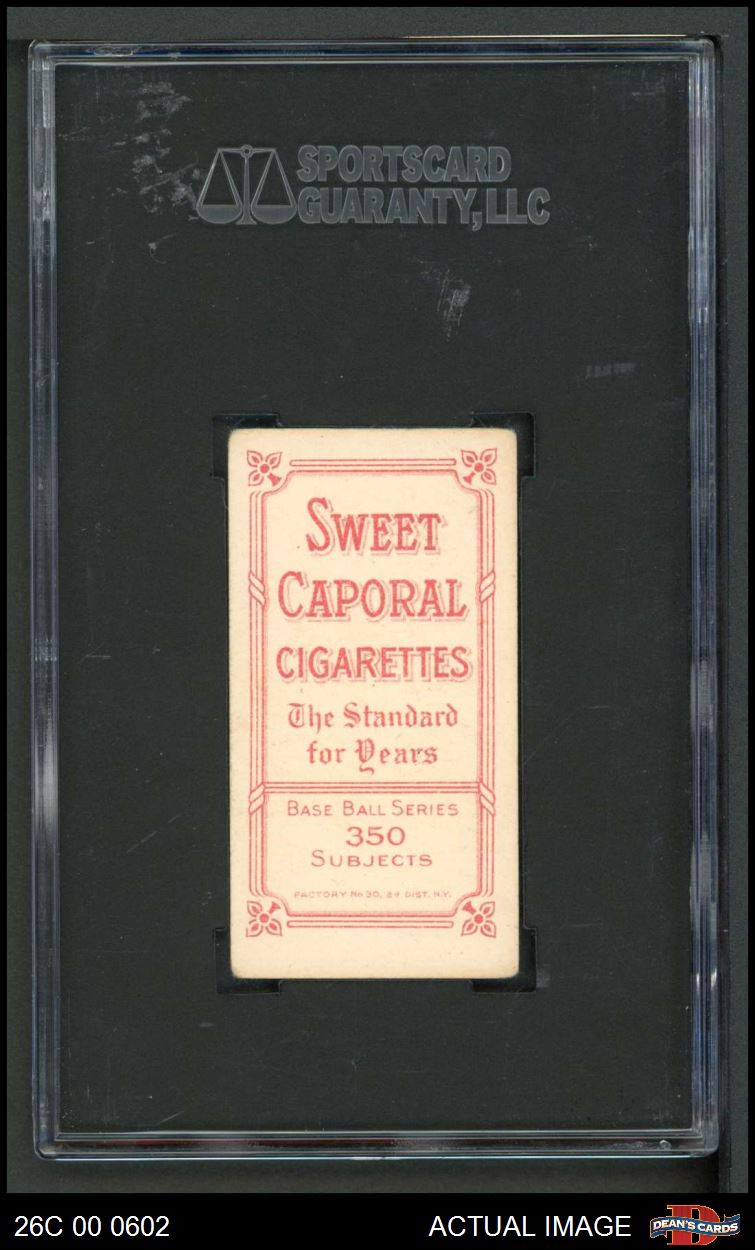 SPORTSCARD
GUARANTY, LLC
SWEET
CAPORAL
CIGARETTES
The Standard
for Years
BASE BALL SERIES
350
SUBJECTS
FACTORY No 30, 2d DIST. N.Y.
26C 00 0602
ACTUAL IMAGE
D
DEAN'S CARDS